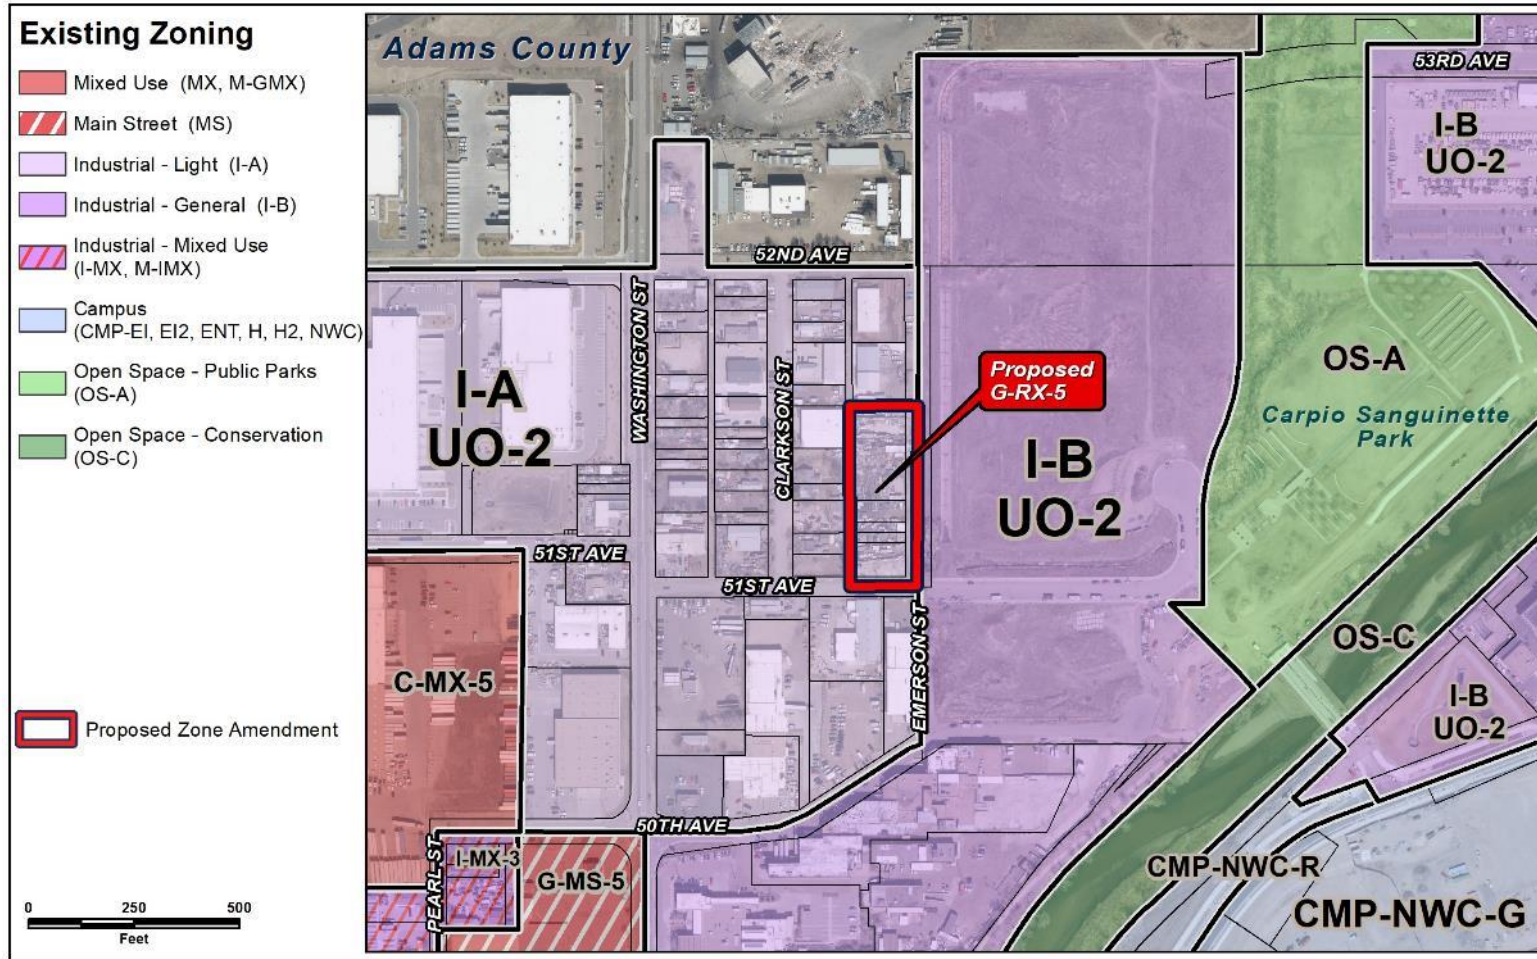 Existing Zoning
Mixed Use (MX, M-GMX)
Main Street (MS)
Industrial - Light (I-A)
Industrial - General (I-B)
Industrial - Mixed Use
(I-MX, M-IMX)
Campus
(CMP-EI, EI2, ENT, H, H2, NWC)
Open Space - Public Parks
(OS-A)
Open Space - Conservation
(OS-C)
Proposed Zone Amendment
0 250 500
Feet
Adams County
53RD AVE
I-B
UO-2
52ND AVE
WASHINGTON ST
CLARKSON ST
Proposed
G-RX-5
OS-A
Carpio Sanguinette
Park
I-A
UO-2
I-B
UO-2
51ST AVE
51ST AVE
EMERSON ST
OS-C
C-MX-5
I-B
UO-2
50TH AVE
PEARL ST
I-MX-3
G-MS-5
CMP-NWC-R
CMP-NWC-G